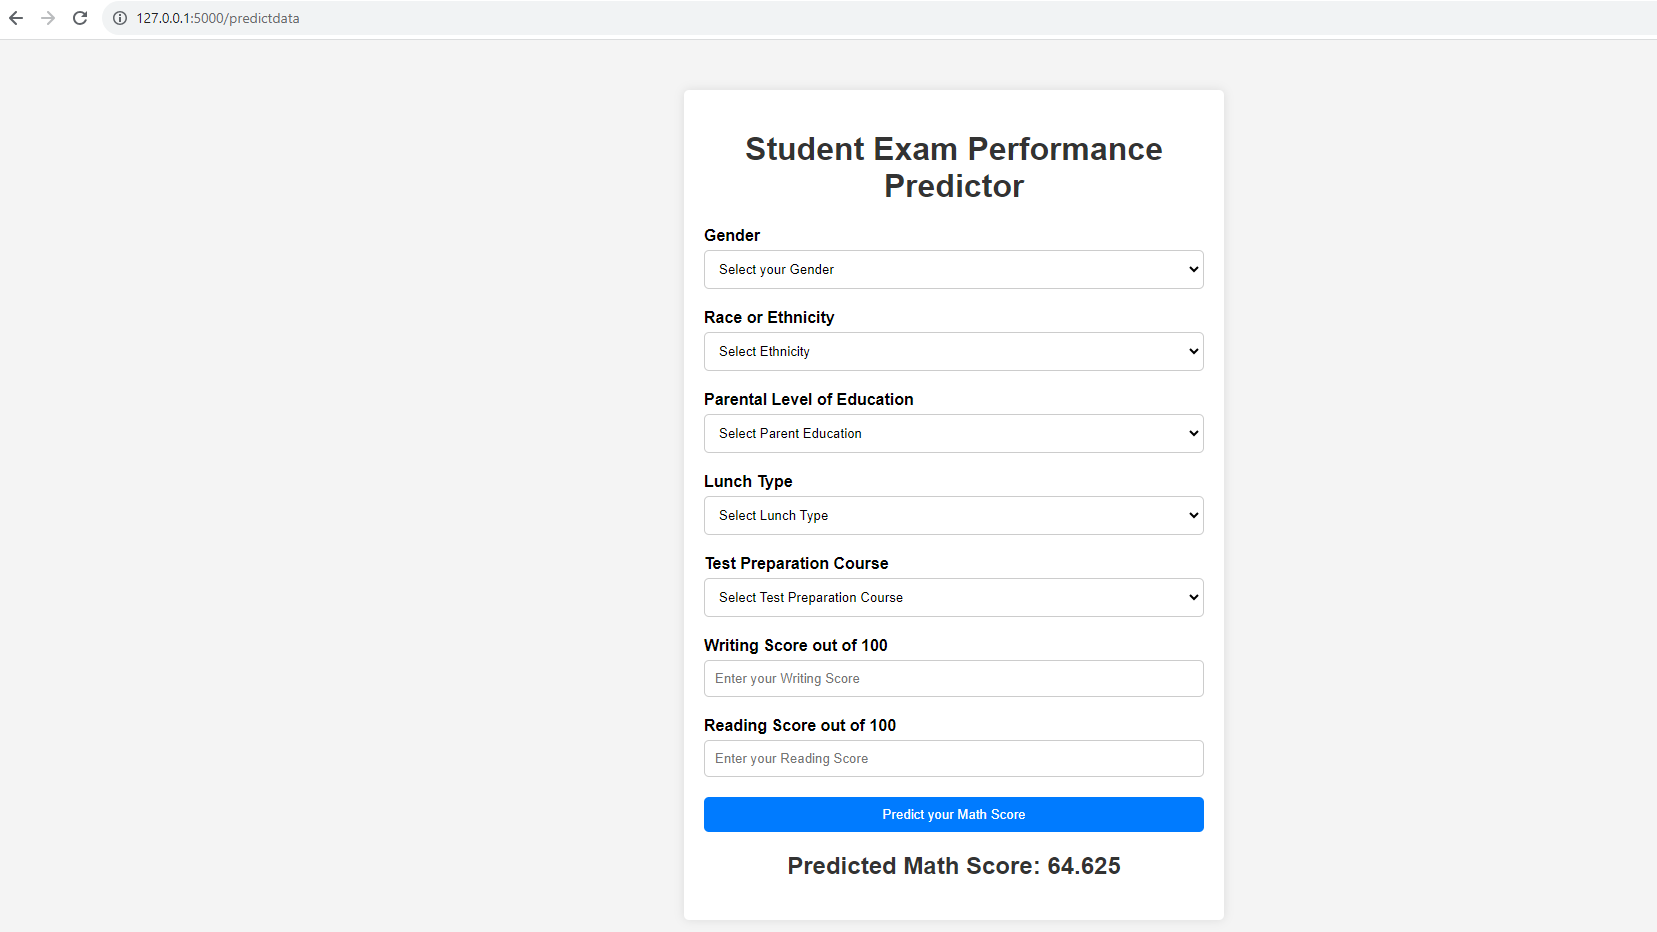 127.0.0.1:5000/predictdata
Student Exam Performance
Predictor
Gender
Select your Gender
Race or Ethnicity
Select Ethnicity
Parental Level of Education
Select Parent Education
Lunch Type
Select Lunch Type
Test Preparation Course
Select Test Preparation Course
Writing Score out of 100
Enter your Writing Score
Reading Score out of 100
Enter your Reading Score
Predict your Math Score
Predicted Math Score: 64.625